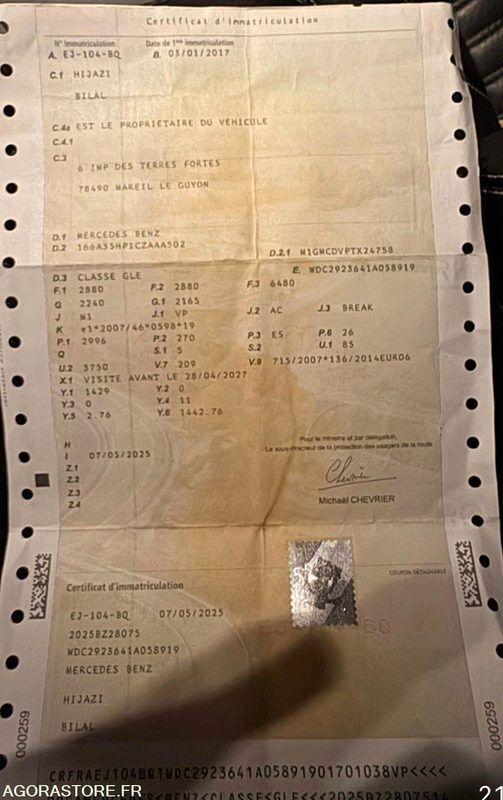 Certificat d'immatriculation
N° Immatriculation Date de 1ère immatriculation
A. EJ-104-BQ B. 03/01/2017
C.1 HIJAZI
BILAL
C.4a EST LE PROPRIÉTAIRE DU VÉHICULE
C.4.1
C.3
6 IMP DES TERRES FORTES
78490 MAREIL LE GUYON
D.1 MERCEDES BENZ
D.2 166A35HP1CZAAA502 D.2.1 M1GMCDVPTX24758
D.3 CLASSE GLE E. WDC2923641A058919
F.1 2880 F.2 2880 F.3 6480
G 2240 G.1 2165
J M1 J.1 VP J.2 AC J.3 BREAK
K e1*2007/46*0598*19
P.1 2996 P.2 270 P.3 ES P.6 26
Q S.1 5 S.2 U.1 85
U.2 3750 V.7 209 V.9 715/2007*136/2014EURO6
X.1 VISITE AVANT LE 28/04/2027
Y.1 1429 Y.2 0
Y.3 0 Y.4 11
Y.5 2.76 Y.6 1442.76
H
I 07/05/2025
Z.1
Z.2
Z.3
Z.4
Pour le ministre et par délégation,
Le sous-directeur de la protection des usagers de la route
Chevrier
Michaël CHEVRIER
COUPON DÉTACHABLE
Certificat d'immatriculation
EJ-104-BQ 07/05/2025
2025BZ28075
WDC2923641A058919
MERCEDES BENZ
HIJAZI
BILAL
000259
000259
CRFRAEJ104BQ1WDC2923641A05891901701038VP<<<<
AGORASTORE.FR
2